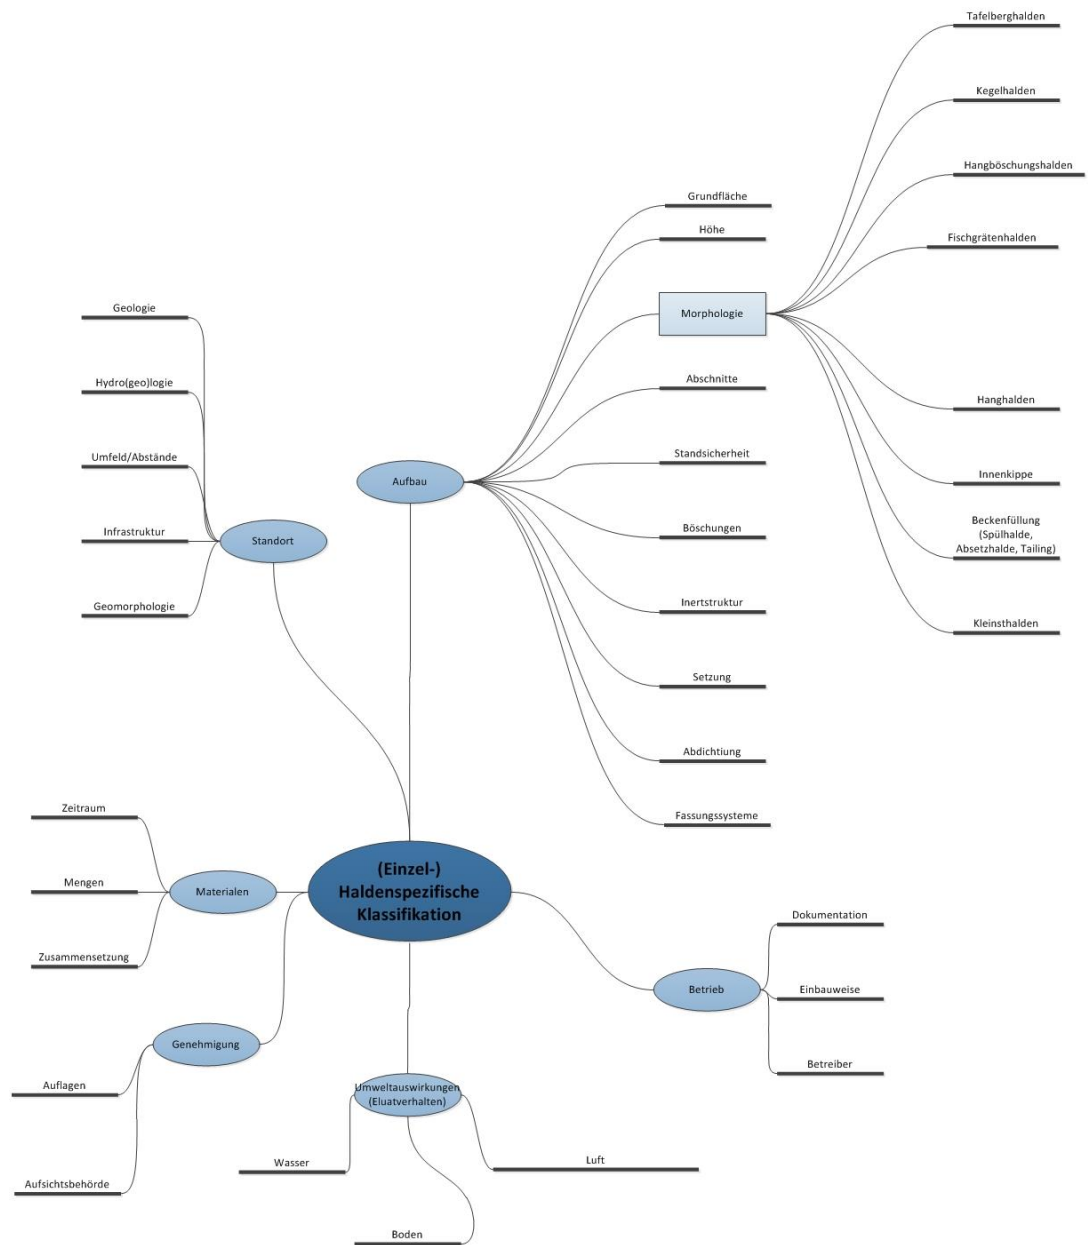 Tafelberghalden
Kegelhalden
Hangböschungshalden
Fischgrätenhalden
Grundfläche
Höhe
Morphologie
Abschnitte
Standsicherheit
Böschungen
Inertstruktur
Setzung
Abdichtiung
Fassungssysteme
Hanghalden
Innenkippe
Beckenfüllung
(Spülhalde,
Absetzhalde, Tailing)
Kleinsthalden
Aufbau
Geologie
Hydro(geo)logie
Umfeld/Abstände
Infrastruktur
Geomorphologie
Standort
(Einzel-)
Haldenspezifische
Klassifikation
Zeitraum
Mengen
Zusammensetzung
Materialen
Genehmigung
Auflagen
Aufsichtsbehörde
Umweltauswirkungen
(Eluatverhalten)
Wasser
Boden
Luft
Betrieb
Dokumentation
Einbauweise
Betreiber